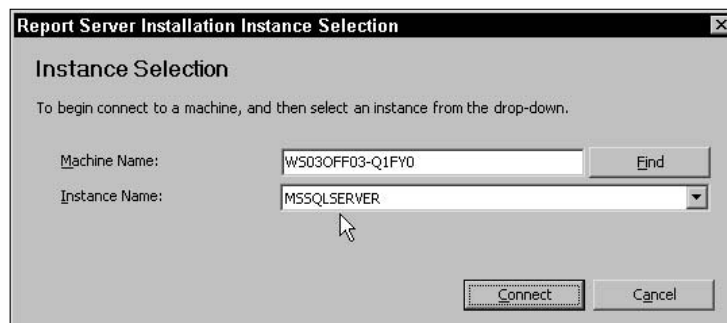 Report Server Installation Instance Selection
Instance Selection
To begin connect to a machine, and then select an instance from the drop-down.
Machine Name: WS03OFF03-Q1FY0 Find
Instance Name: MSSQLSERVER
Connect Cancel